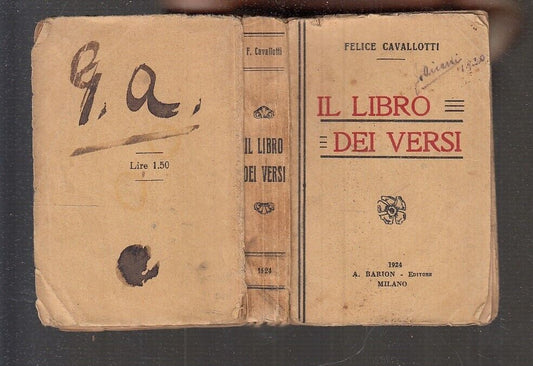 G. a.
Lire 1.50
F. Cavallotti
IL LIBRO
DEI VERSI
1924
FELICE CAVALLOTTI
IL LIBRO
DEI VERSI
1924
A. BARION - EDITORE
MILANO